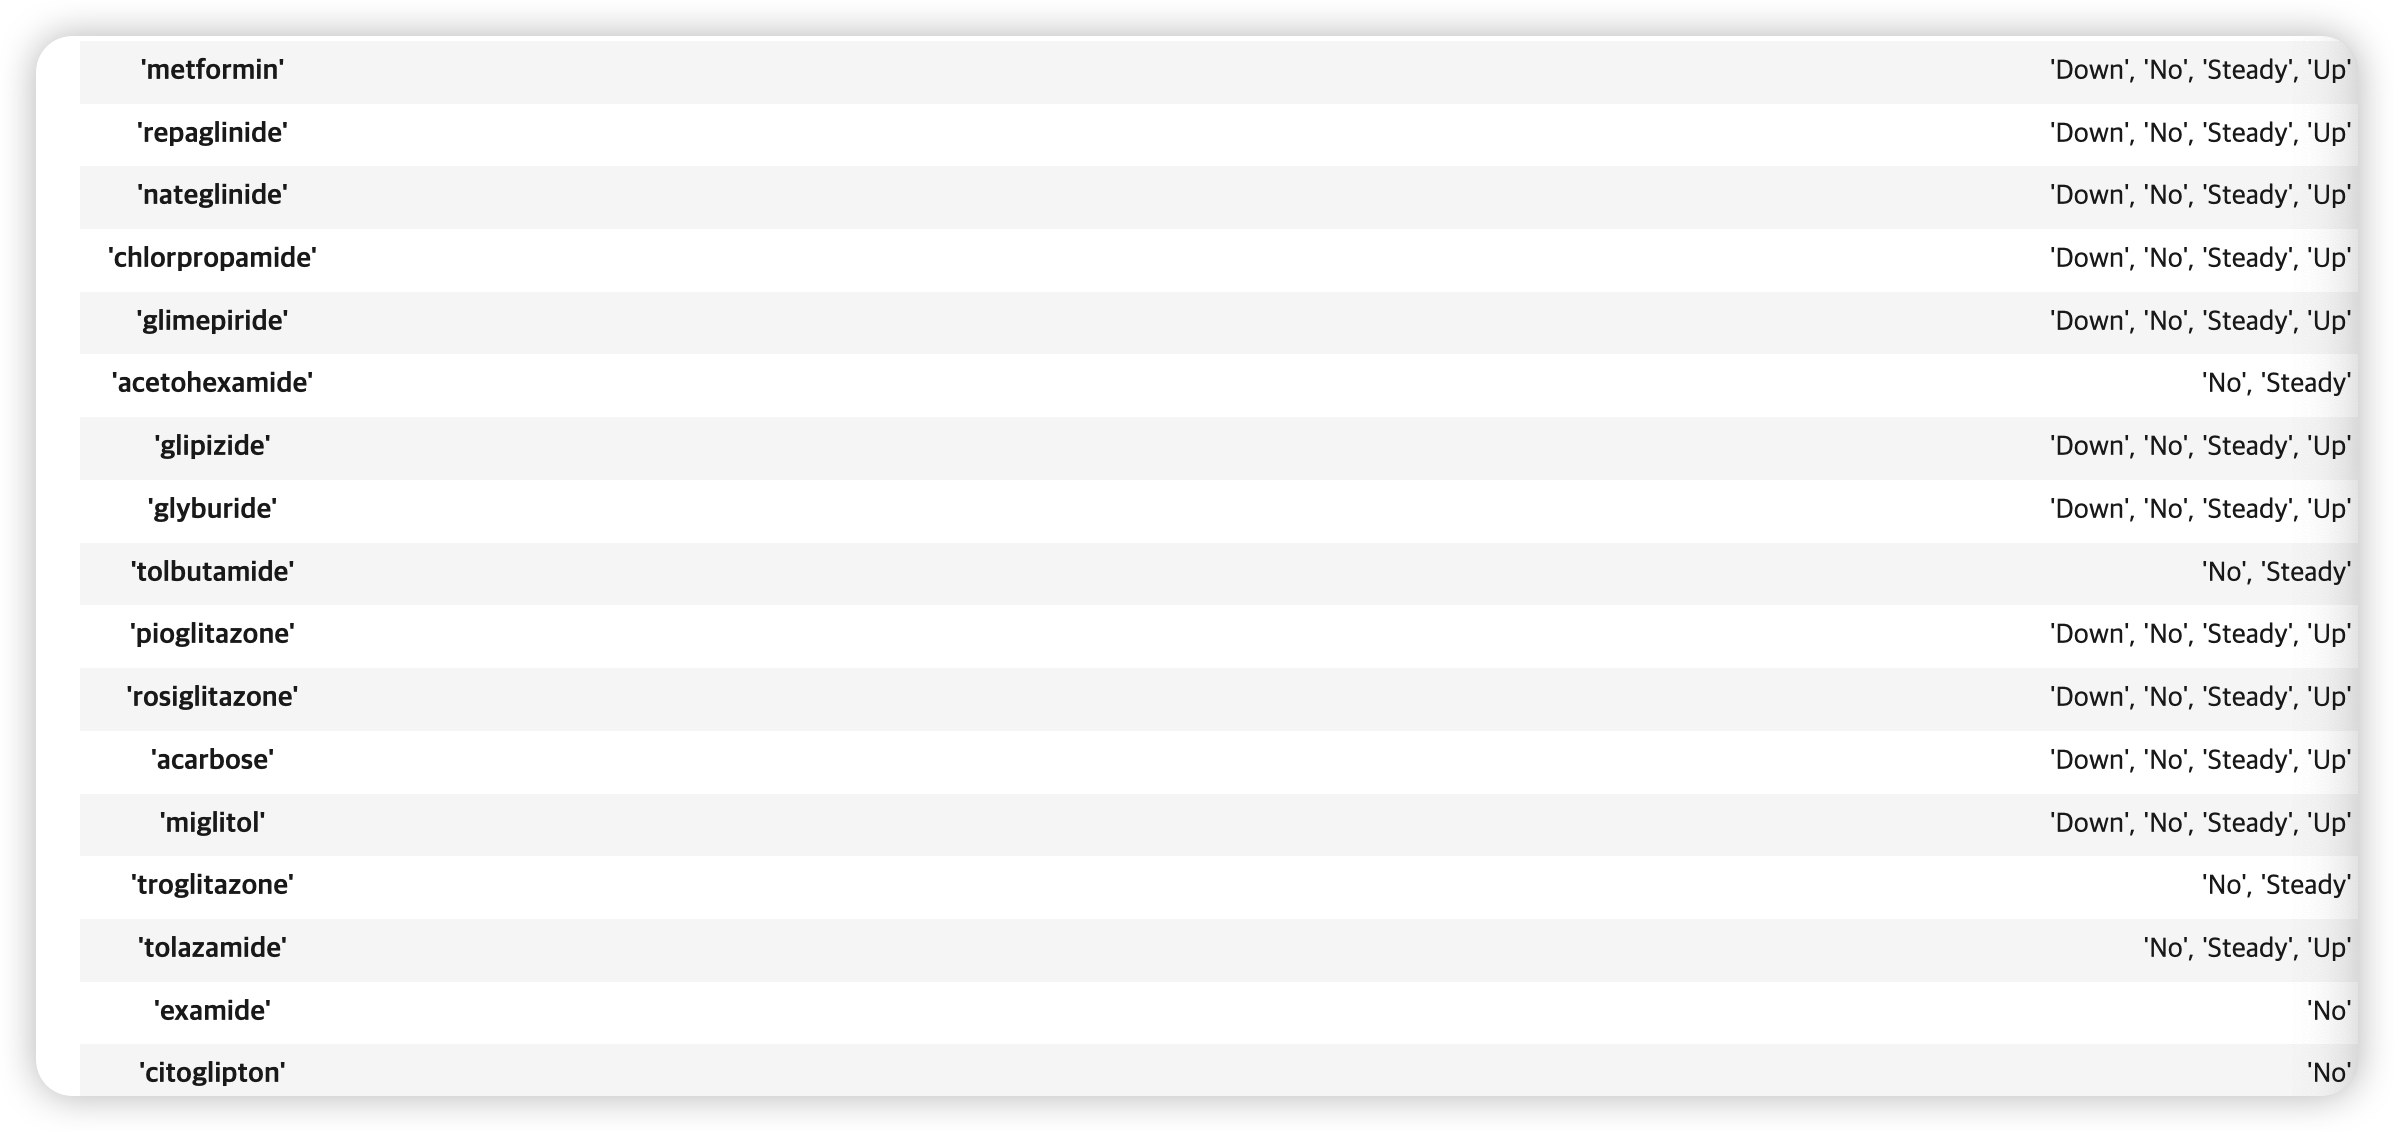 'metformin' 'Down', 'No', 'Steady', 'Up'
'repaglinide' 'Down', 'No', 'Steady', 'Up'
'nateglinide' 'Down', 'No', 'Steady', 'Up'
'chlorpropamide' 'Down', 'No', 'Steady', 'Up'
'glimepiride' 'Down', 'No', 'Steady', 'Up'
'acetohexamide' 'No', 'Steady'
'glipizide' 'Down', 'No', 'Steady', 'Up'
'glyburide' 'Down', 'No', 'Steady', 'Up'
'tolbutamide' 'No', 'Steady'
'pioglitazone' 'Down', 'No', 'Steady', 'Up'
'rosiglitazone' 'Down', 'No', 'Steady', 'Up'
'acarbose' 'Down', 'No', 'Steady', 'Up'
'miglitol' 'Down', 'No', 'Steady', 'Up'
'troglitazone' 'No', 'Steady'
'tolazamide' 'No', 'Steady', 'Up'
'examide' 'No'
'citoglipton' 'No'